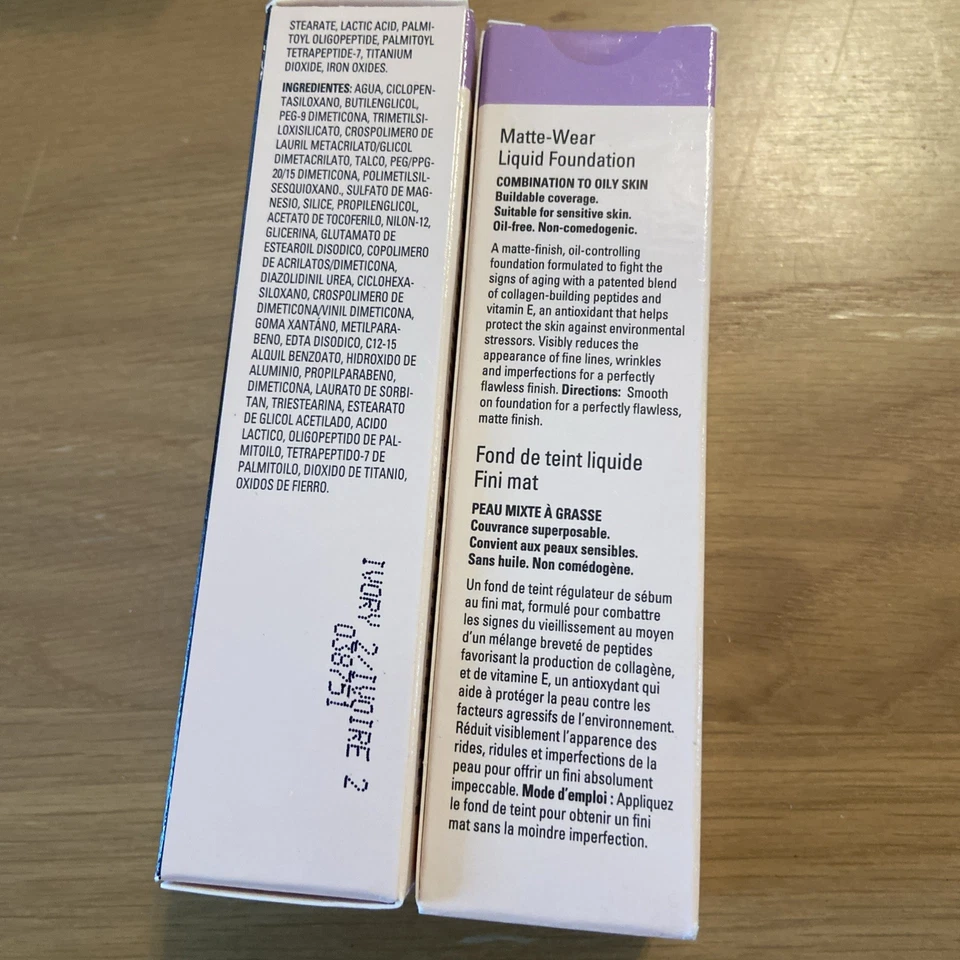 STEARATE, LACTIC ACID, PALMI-
TOYL OLIGOPEPTIDE, PALMITOYL
TETRAPEPTIDE-7, TITANIUM
DIOXIDE, IRON OXIDES.
INGREDIENTES: AGUA, CICLOPEN-
TASILOXANO, BUTILENGLICOL,
PEG-9 DIMETICONA, TRIMETILSI-
LOXISILICATO, CROSPOLIMERO DE
LAURIL METACRILATO/GLICOL
DIMETACRILATO, TALCO, PEG/PPG-
20/15 DIMETICONA, POLIMETILSIL-
SESQUIOXANO., SULFATO DE MAG-
NESIO, SILICE, PROPILENGLICOL,
ACETATO DE TOCOFERILO, NILON-12,
GLICERINA, GLUTAMATO DE
ESTEAROIL DISODICO, COPOLIMERO
DE ACRILATOS/DIMETICONA,
DIAZOLIDINIL UREA, CICLOHEXA-
SILOXANO, CROSPOLIMERO DE
DIMETICONA/VINIL DIMETICONA,
GOMA XANTÁNO, METILPARA-
BENO, EDTA DISODICO, C12-15
ALQUIL BENZOATO, HIDROXIDO DE
ALUMINIO, PROPILPARABENO,
DIMETICONA, LAURATO DE SORBI-
TAN, TRIESTEARINA, ESTEARATO
DE GLICOL ACETILADO, ACIDO
LACTICO, OLIGOPEPTIDO DE PAL-
MITOILO, TETRAPEPTIDO-7 DE
PALMITOILO, DIOXIDO DE TITANIO,
OXIDOS DE FIERRO.
IVORY 2/IVOIRE 2
Matte-Wear
Liquid Foundation
COMBINATION TO OILY SKIN
Buildable coverage.
Suitable for sensitive skin.
Oil-free. Non-comedogenic.
A matte-finish, oil-controlling
foundation formulated to fight the
signs of aging with a patented blend
of collagen-building peptides and
vitamin E, an antioxidant that helps
protect the skin against environmental
stressors. Visibly reduces the
appearance of fine lines, wrinkles
and imperfections for a perfectly
flawless finish. Directions: Smooth
on foundation for a perfectly flawless,
matte finish.
Fond de teint liquide
Fini mat
PEAU MIXTE À GRASSE
Couvrance superposable.
Convient aux peaux sensibles.
Sans huile. Non comédogène.
Un fond de teint régulateur de sébum
au fini mat, formulé pour combattre
les signes du vieillissement au moyen
d'un mélange breveté de peptides
favorisant la production de collagène,
et de vitamine E, un antioxydant qui
aide à protéger la peau contre les
facteurs agressifs de l'environnement.
Réduit visiblement l'apparence des
rides, ridules et imperfections de la
peau pour offrir un fini absolument
impeccable. Mode d'emploi : Appliquez
le fond de teint pour obtenir un fini
mat sans la moindre imperfection.